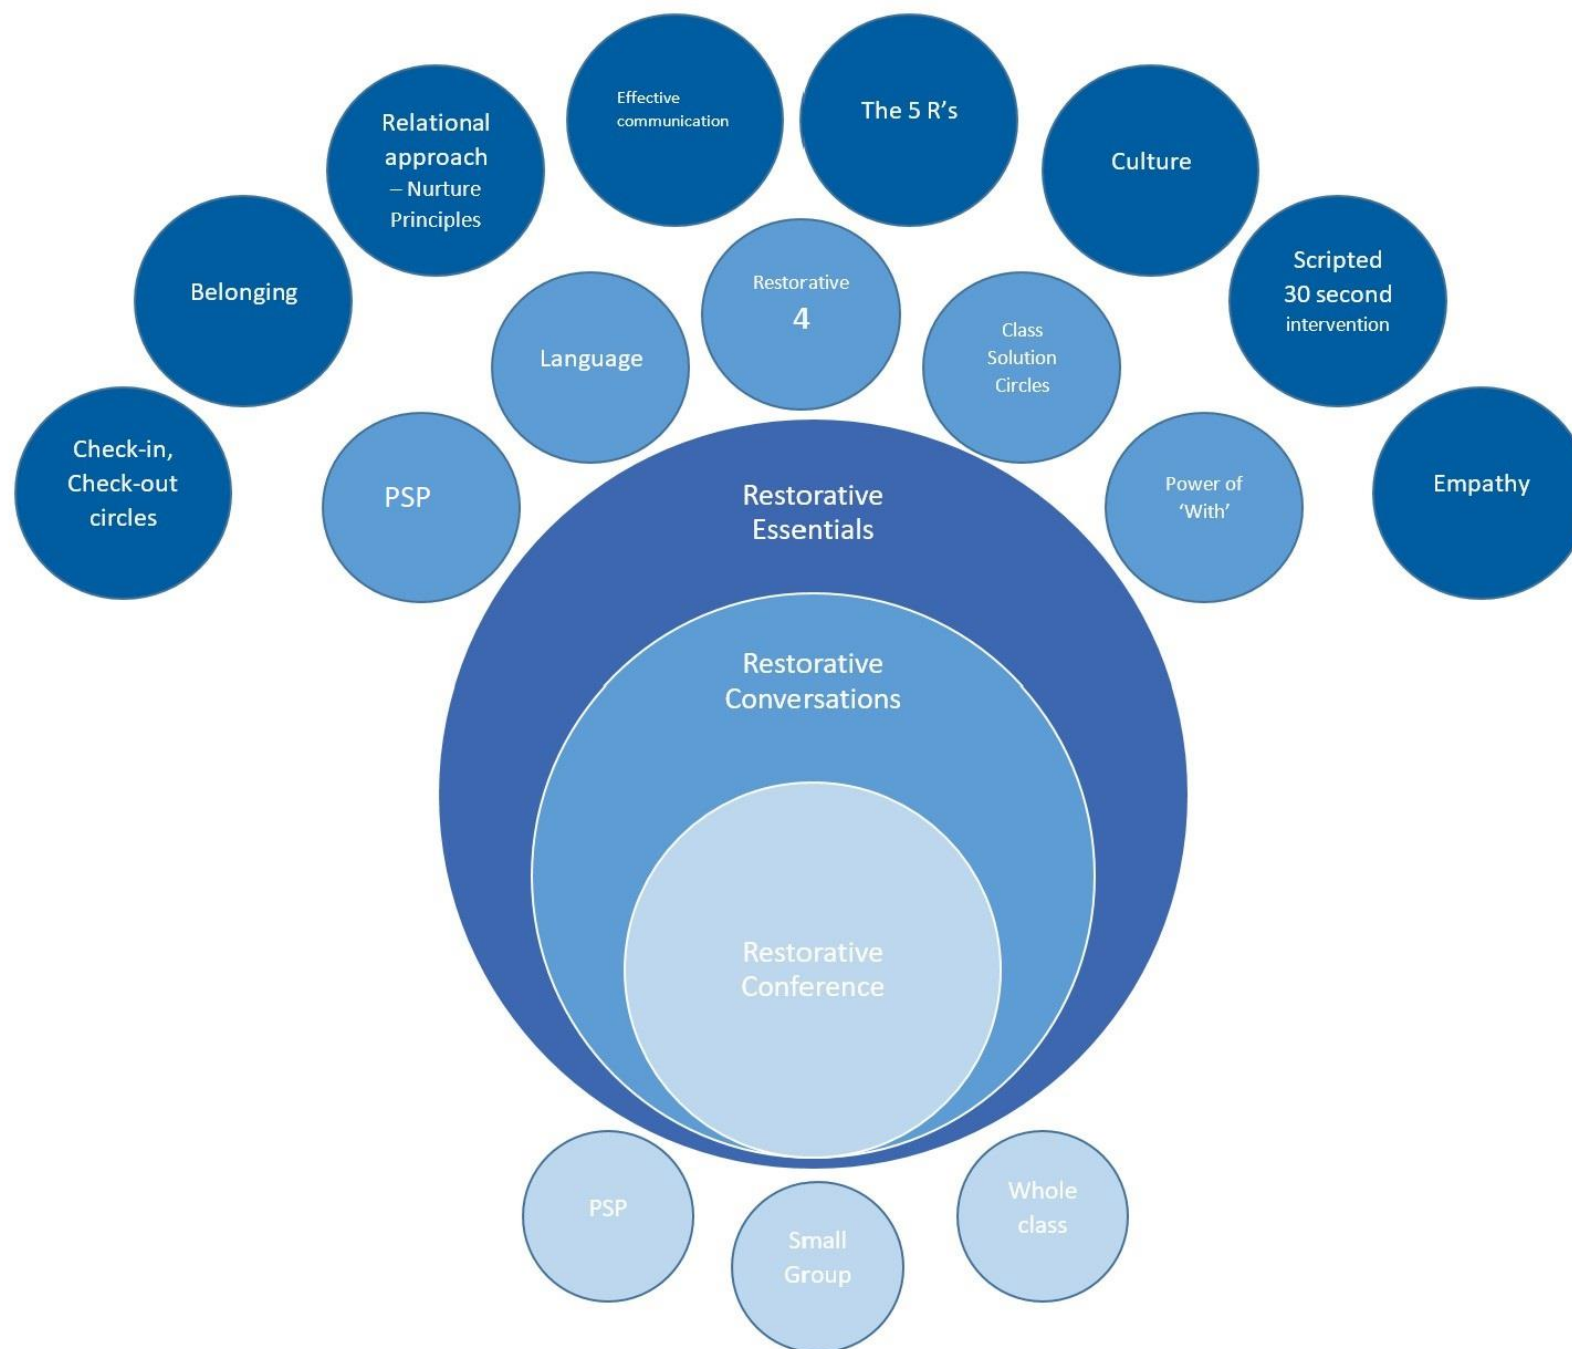 Effective
communication
The 5 R's
Relational
approach
– Nurture
Principles
Culture
Belonging
Scripted
30 second
intervention
Check-in,
Check-out
circles
Empathy
Restorative
4
Language
Class
Solution
Circles
PSP
Power of
‘With’
Restorative
Essentials
Restorative
Conversations
Restorative
Conference
PSP
Small
Group
Whole
class